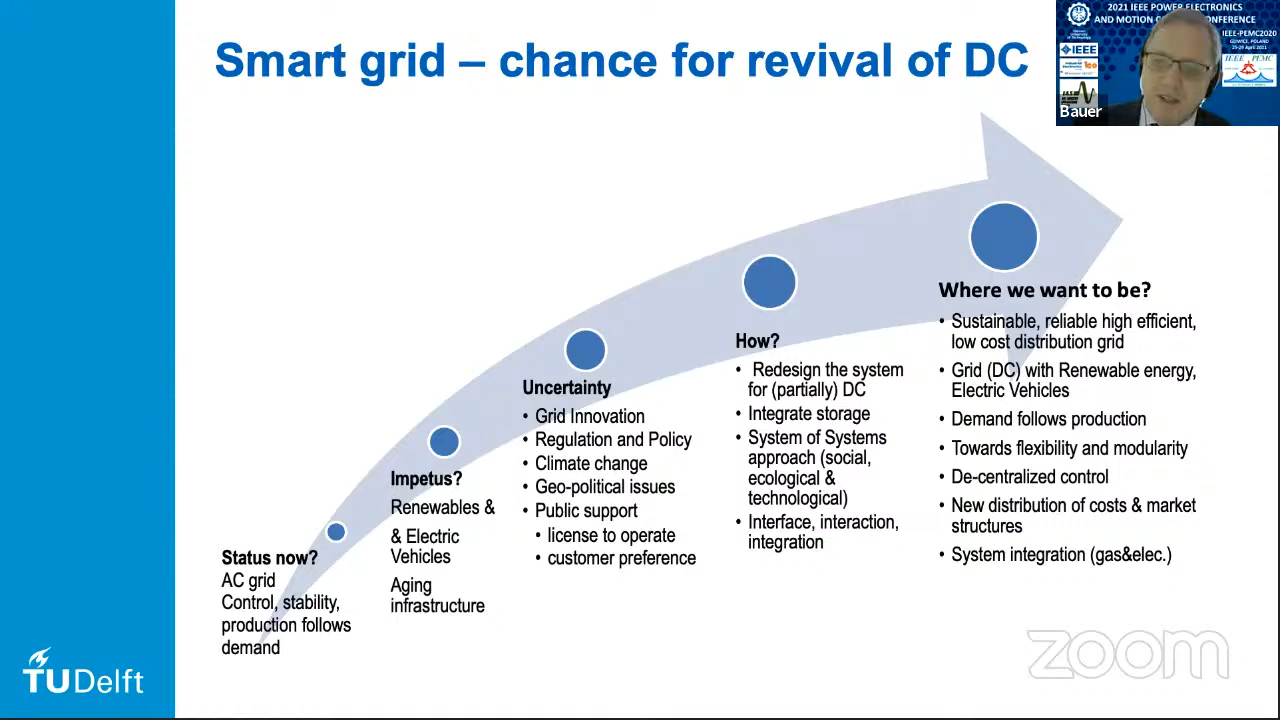 Smart grid – chance for revival of DC
2021 IEEE POWER ELECTRONICS
AND MOTION CONFERENCE
IEEE-PEMC2020
GLIWICE, POLAND
25-29 April 2021
IEEE
IEEE PEMC
Bauer
Status now?
AC grid
Control, stability,
production follows
demand
Impetus?
Renewables &
& Electric
Vehicles
Aging
infrastructure
Uncertainty
• Grid Innovation
• Regulation and Policy
• Climate change
• Geo-political issues
• Public support
• license to operate
• customer preference
How?
• Redesign the system
for (partially) DC
• Integrate storage
• System of Systems
approach (social,
ecological &
technological)
• Interface, interaction,
integration
Where we want to be?
• Sustainable, reliable high efficient,
low cost distribution grid
• Grid (DC) with Renewable energy,
Electric Vehicles
• Demand follows production
• Towards flexibility and modularity
• De-centralized control
• New distribution of costs & market
structures
• System integration (gas&elec.)
TUDelft
zoom